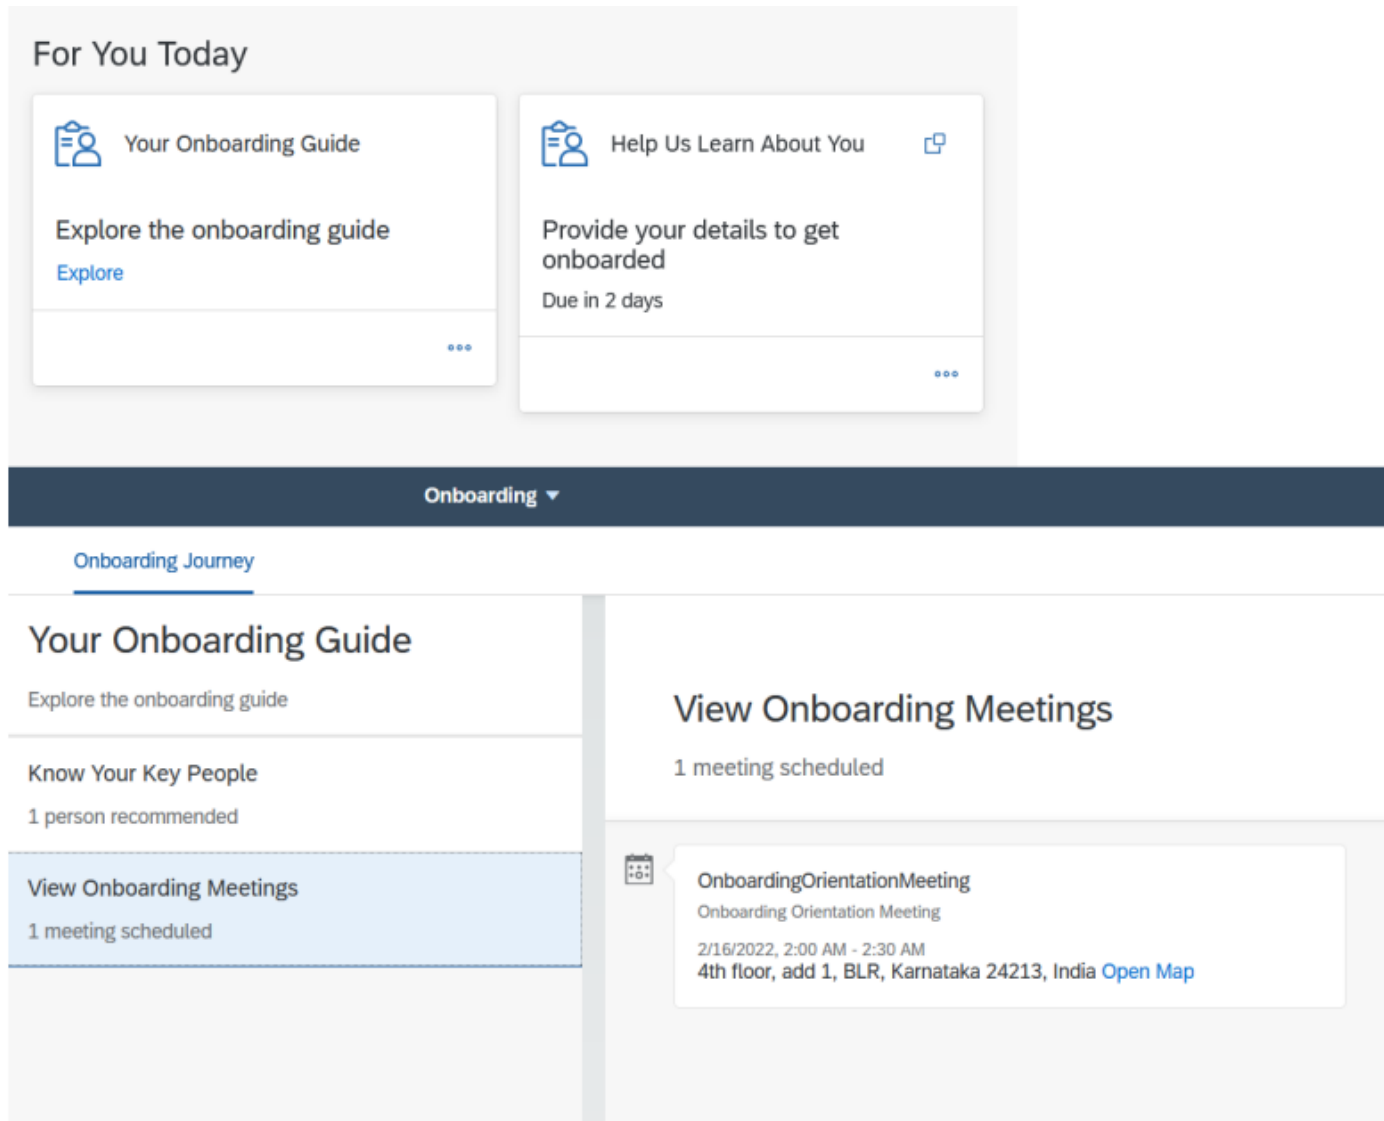 For You Today
Your Onboarding Guide
Explore the onboarding guide
Explore
Help Us Learn About You
Provide your details to get
onboarded
Due in 2 days
Onboarding
Onboarding Journey
Your Onboarding Guide
Explore the onboarding guide
Know Your Key People
1 person recommended
View Onboarding Meetings
1 meeting scheduled
View Onboarding Meetings
1 meeting scheduled
OnboardingOrientationMeeting
Onboarding Orientation Meeting
2/16/2022, 2:00 AM - 2:30 AM
4th floor, add 1, BLR, Karnataka 24213, India Open Map